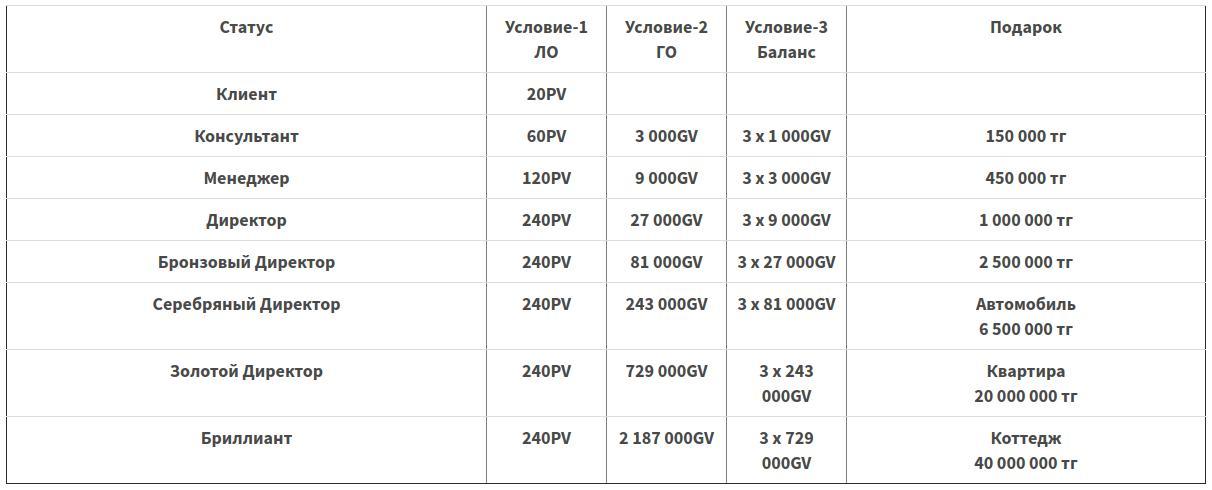 Статус Условие-1 Условие-2 Условие-3 Подарок
ЛО ГО Баланс
Клиент 20PV
Консультант 60PV 3 000GV 3 x 1 000GV 150 000 тг
Менеджер 120PV 9 000GV 3 x 3 000GV 450 000 тг
Директор 240PV 27 000GV 3 x 9 000GV 1 000 000 тг
Бронзовый Директор 240PV 81 000GV 3 x 27 000GV 2 500 000 тг
Серебряный Директор 240PV 243 000GV 3 x 81 000GV Автомобиль
6 500 000 тг
Золотой Директор 240PV 729 000GV 3 x 243 Квартира
000GV 20 000 000 тг
Бриллиант 240PV 2 187 000GV 3 x 729 Коттедж
000GV 40 000 000 тг